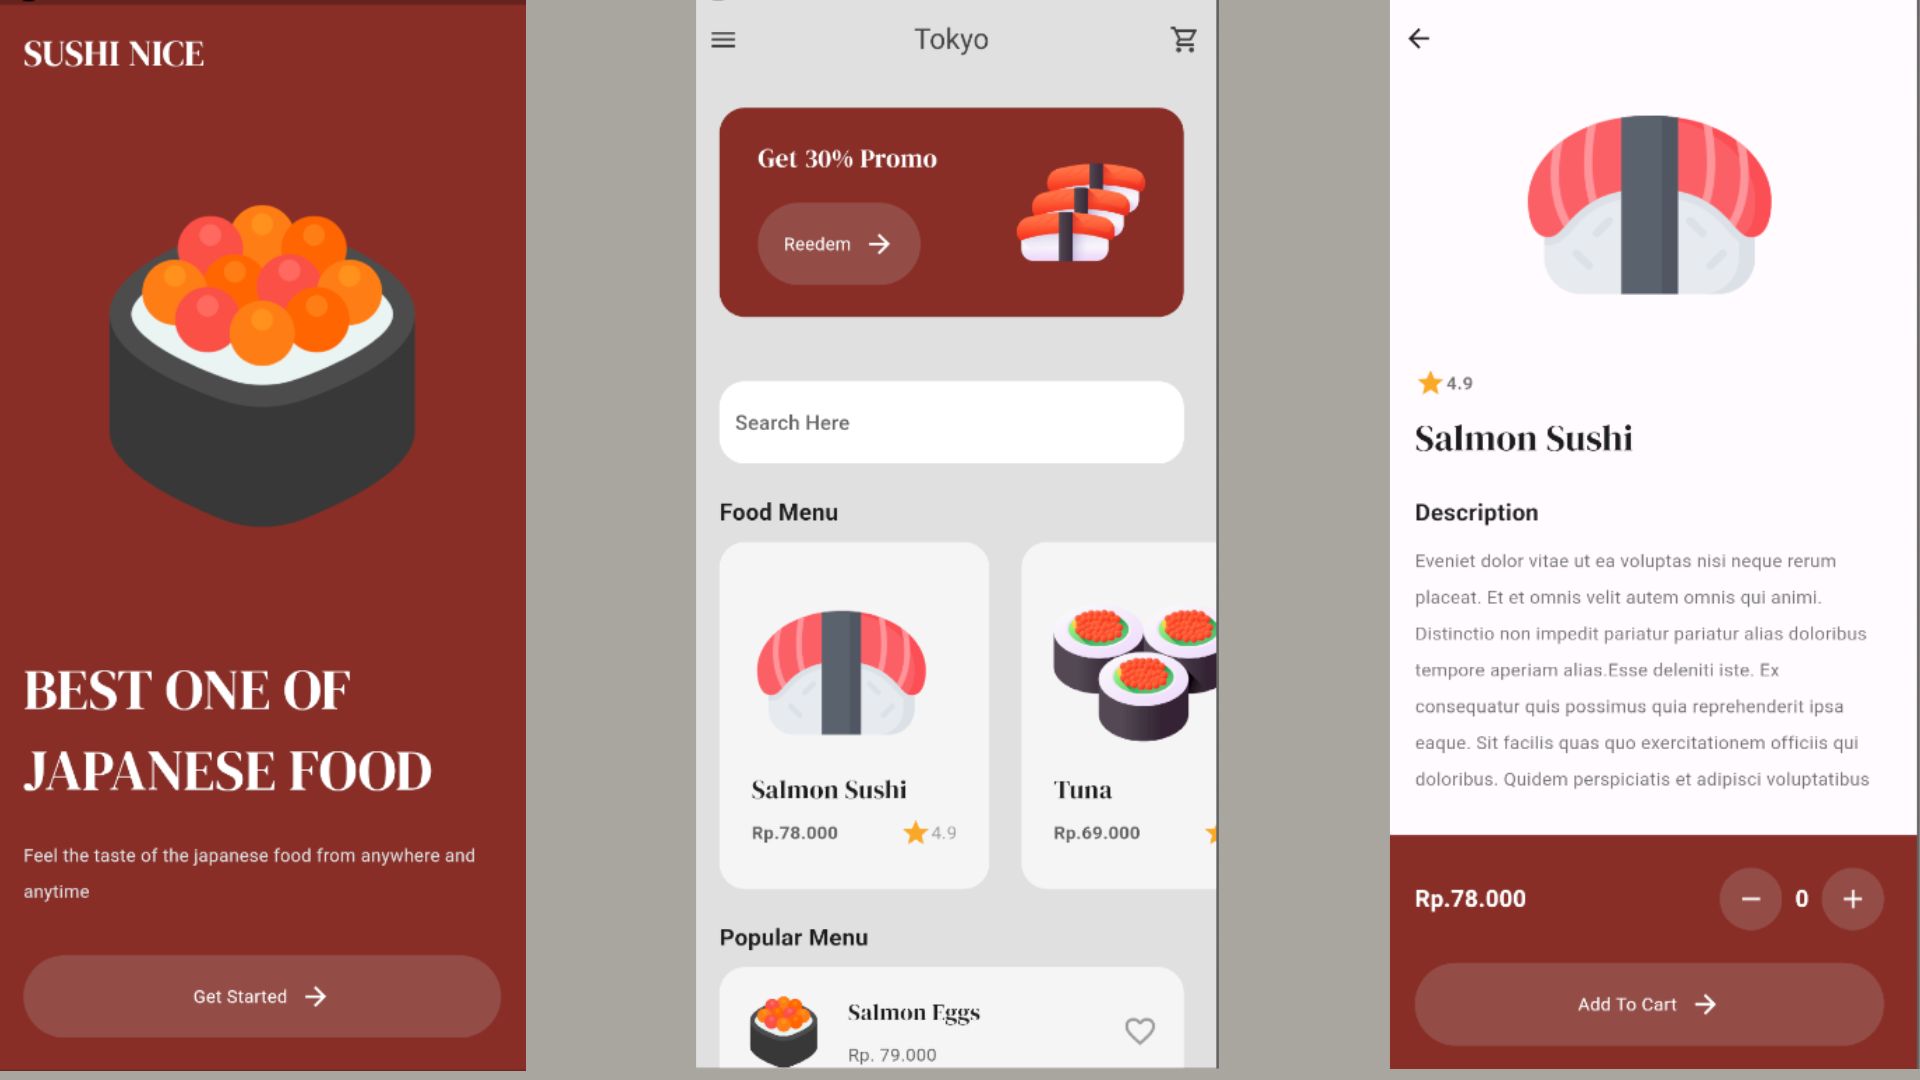 SUSHI NICE
BEST ONE OF
JAPANESE FOOD
Feel the taste of the japanese food from anywhere and
anytime
Get Started
Tokyo
Get 30% Promo
Reedem
Search Here
Food Menu
Salmon Sushi
Rp.78.000
4.9
Tuna
Rp.69.000
Popular Menu
Salmon Eggs
Rp. 79.000
4.9
Salmon Sushi
Description
Eveniet dolor vitae ut ea voluptas nisi neque rerum
placeat. Et et omnis velit autem omnis qui animi.
Distinctio non impedit pariatur pariatur alias doloribus
tempore aperiam alias.Esse deleniti iste. Ex
consequatur quis possimus quia reprehenderit ipsa
eaque. Sit facilis quas quo exercitationem officiis qui
doloribus. Quidem perspiciatis et adipisci voluptatibus
Rp.78.000
0
Add To Cart